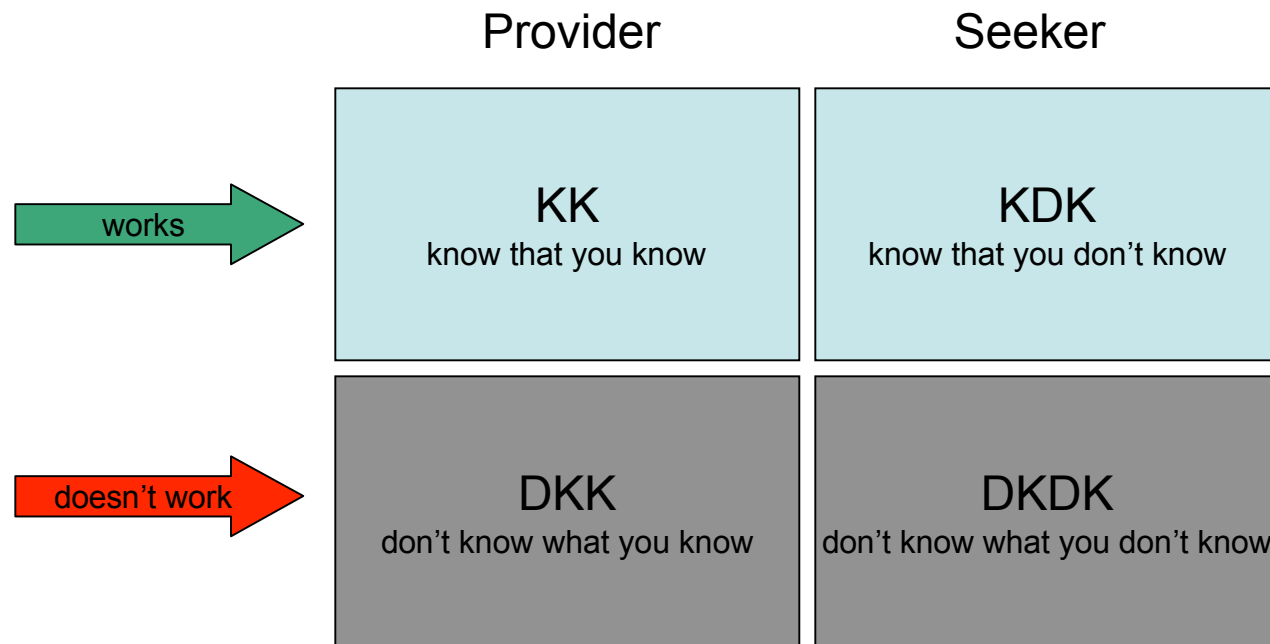 Provider
Seeker
works
KK
know that you know
KDK
know that you don’t know
doesn’t work
DKK
don’t know what you know
DKDK
don’t know what you don’t know